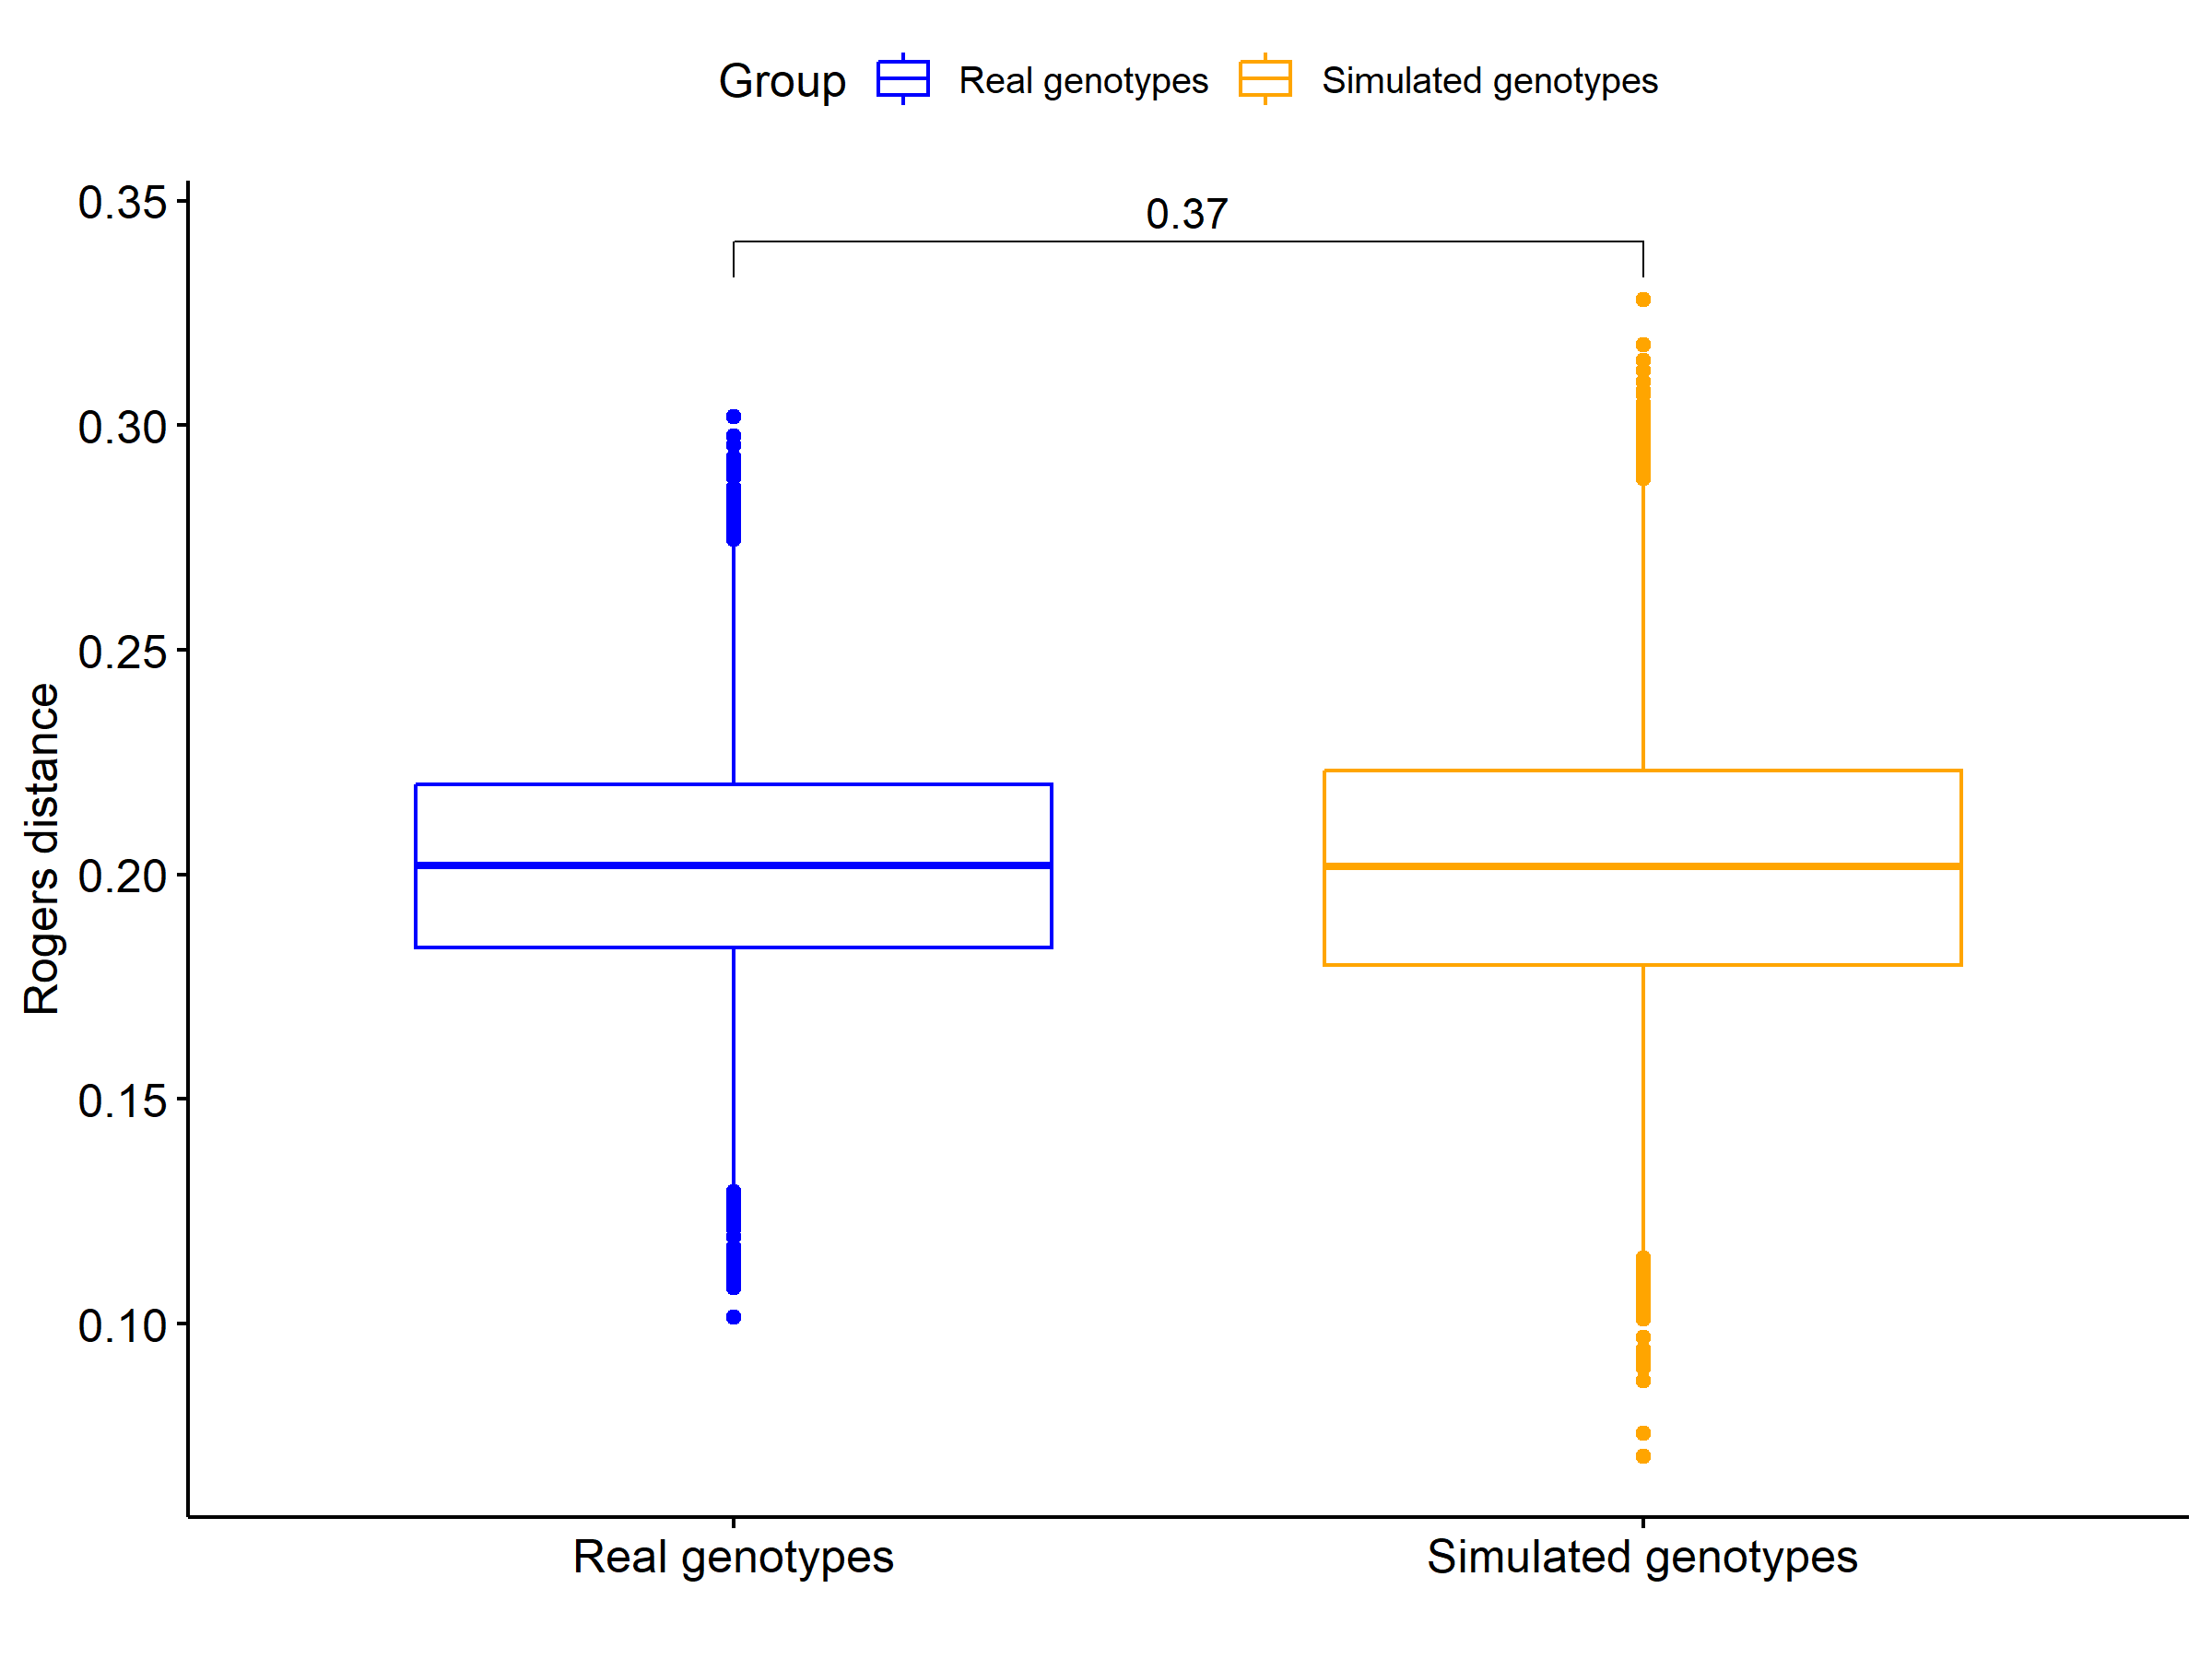 Group Real genotypes Simulated genotypes
0.37
0.35
0.30
0.25
0.20
0.15
0.10
Rogers distance
Real genotypes Simulated genotypes